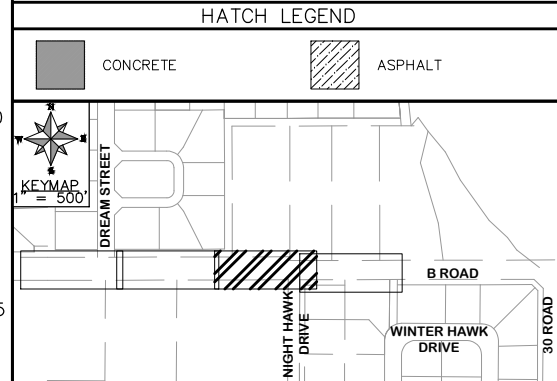 HATCH LEGEND
CONCRETE
ASPHALT
KEYMAP
1" = 500'
DREAM STREET
B ROAD
NIGHT HAWK
DRIVE
WINTER HAWK
DRIVE
30 ROAD